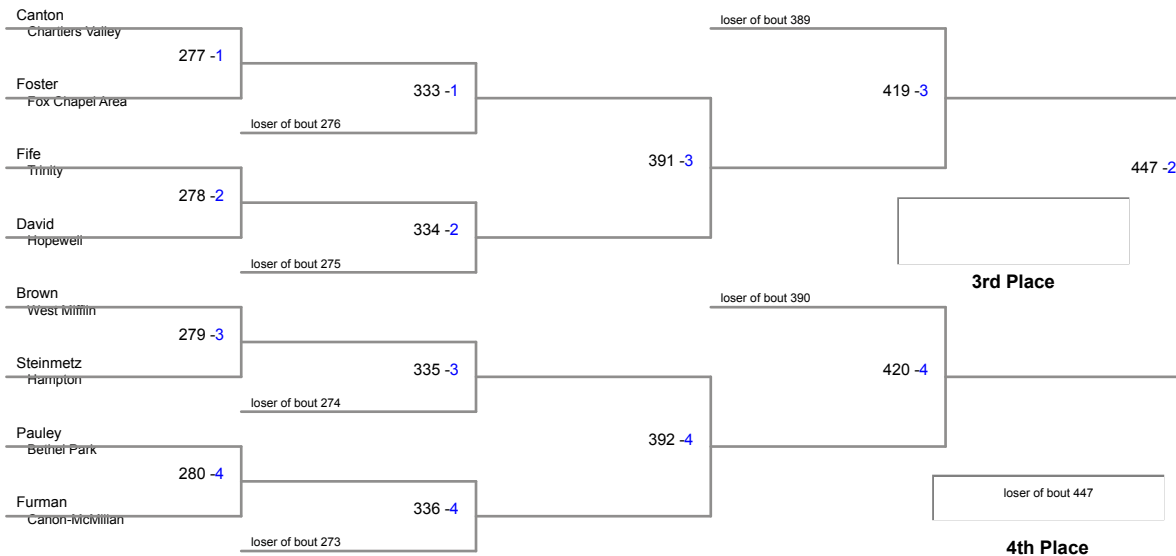 Canton
Chartiers Valley
277 -1
Foster
Fox Chapel Area
333 -1
loser of bout 276
Fife
Trinity
278 -2
David
Hopewell
334 -2
loser of bout 275
391 -3
loser of bout 389
419 -3
447 -2
3rd Place
Brown
West Mifflin
279 -3
Steinmetz
Hampton
335 -3
loser of bout 274
Pauley
Bethel Park
280 -4
Furman
Canon-McMillan
336 -4
loser of bout 273
392 -4
loser of bout 390
420 -4
loser of bout 447
4th Place